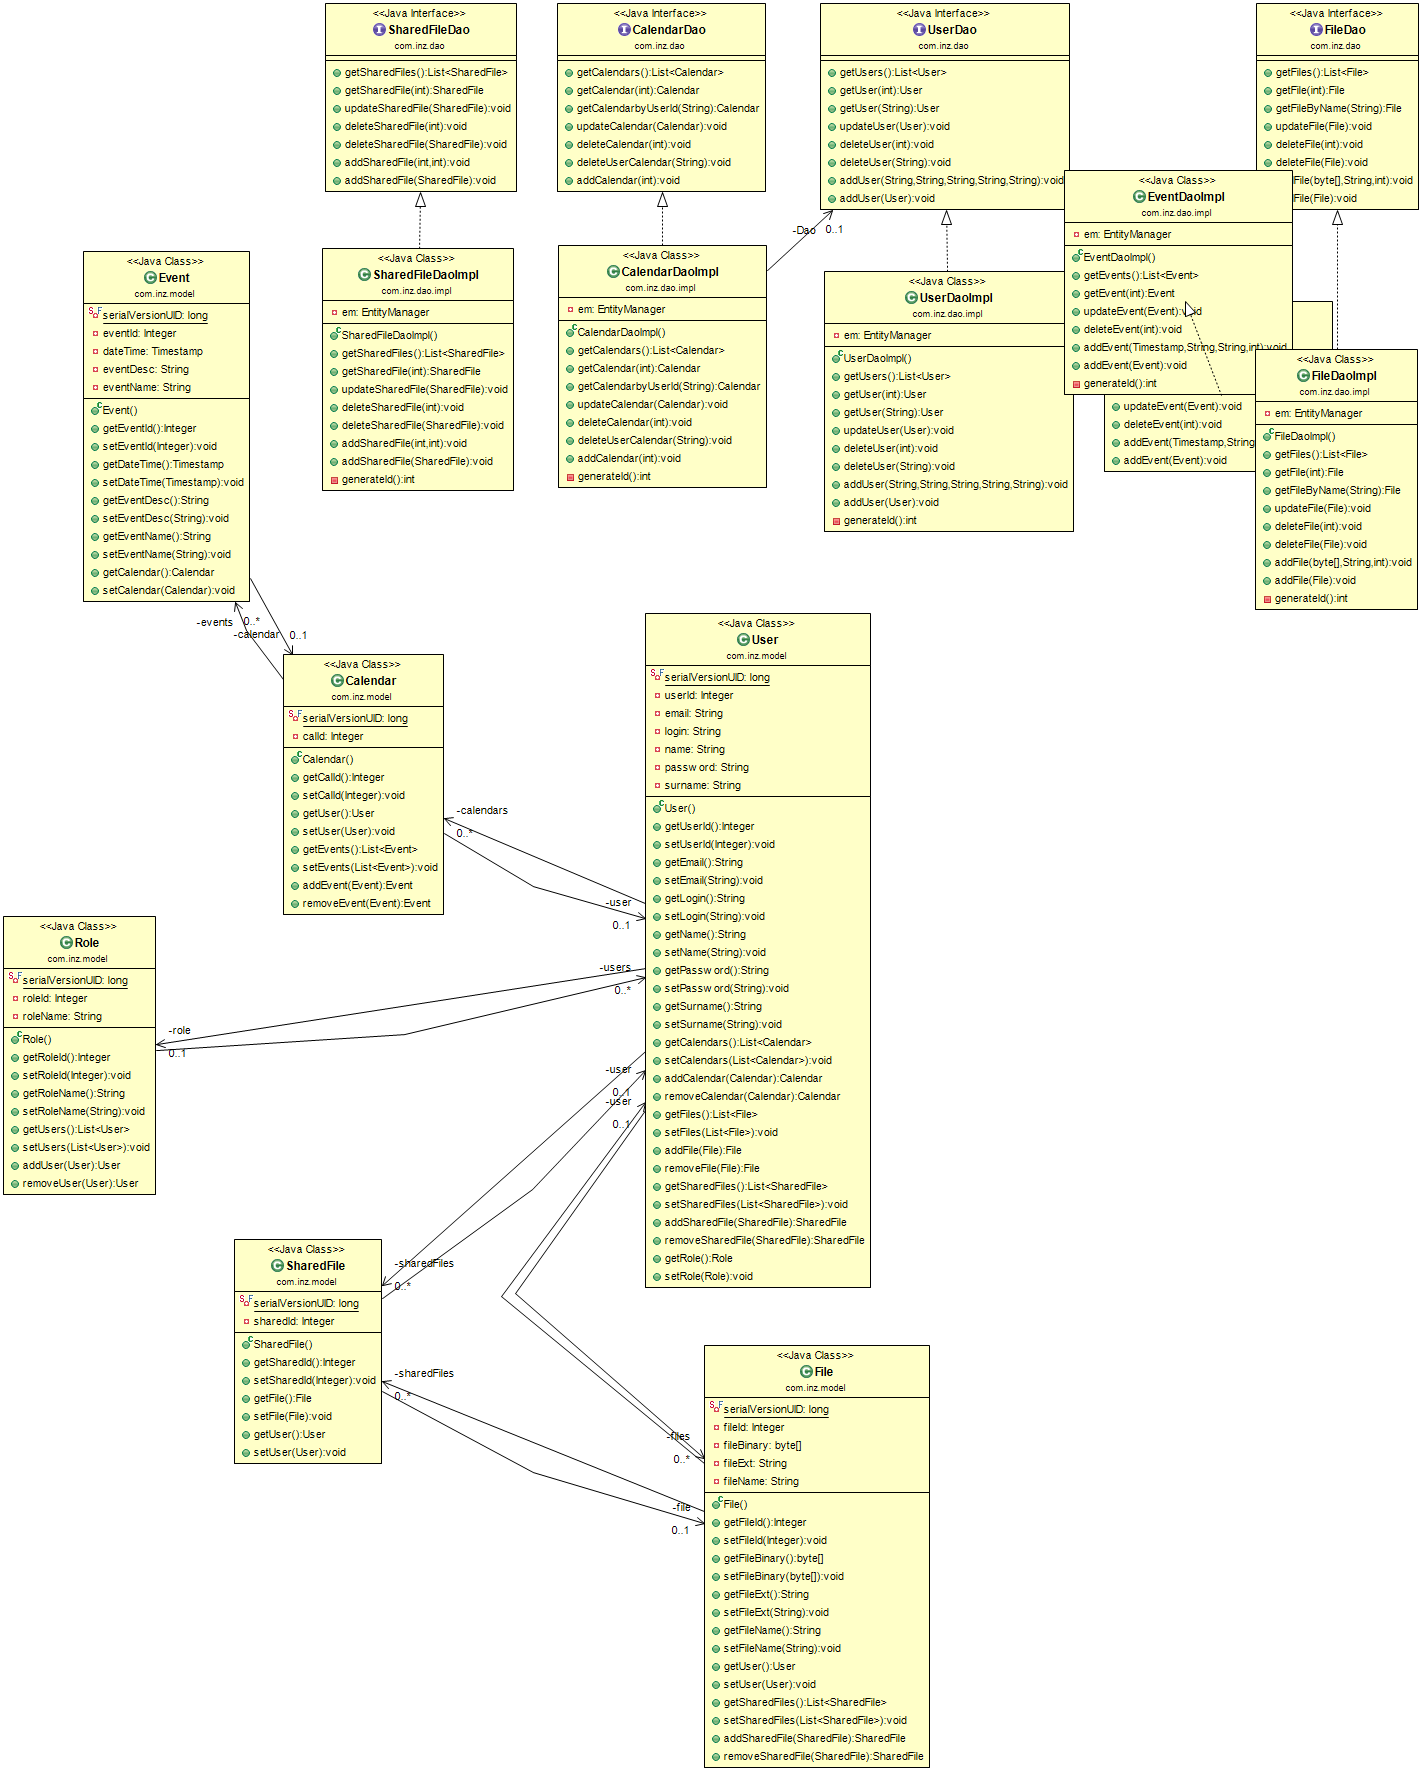 <<Java Interface>>
SharedFileDao
com.inz.dao
getSharedFiles():List<SharedFile>
getSharedFile(int):SharedFile
updateSharedFile(SharedFile):void
deleteSharedFile(int):void
deleteSharedFile(SharedFile):void
addSharedFile(int,int):void
addSharedFile(SharedFile):void
<<Java Interface>>
CalendarDao
com.inz.dao
getCalendars():List<Calendar>
getCalendar(int):Calendar
getCalendarbyUserId(String):Calendar
updateCalendar(Calendar):void
deleteCalendar(int):void
deleteUserCalendar(String):void
addCalendar(int):void
<<Java Interface>>
UserDao
com.inz.dao
getUsers():List<User>
getUser(int):User
getUser(String):User
updateUser(User):void
deleteUser(int):void
deleteUser(String):void
addUser(String,String,String,String,String):void
addUser(User):void
<<Java Interface>>
FileDao
com.inz.dao
getFiles():List<File>
getFile(int):File
getFileByName(String):File
updateFile(File):void
deleteFile(int):void
deleteFile(File):void
File(byte[],String,int):void
File(File):void
<<Java Class>>
EventDaoImpl
com.inz.dao.impl
em: EntityManager
EventDaoImpl()
getEvents():List<Event>
getEvent(int):Event
updateEvent(Event):void
deleteEvent(int):void
addEvent(Timestamp,String,String,int):void
addEvent(Event):void
generateId():int
updateEvent(Event):void
deleteEvent(int):void
addEvent(Timestamp,String
addEvent(Event):void
-Dao 0..1
<<Java Class>>
Event
com.inz.model
serialVersionUID: long
eventId: Integer
dateTime: Timestamp
eventDesc: String
eventName: String
Event()
getEventId():Integer
setEventId(Integer):void
getDateTime():Timestamp
setDateTime(Timestamp):void
getEventDesc():String
setEventDesc(String):void
getEventName():String
setEventName(String):void
getCalendar():Calendar
setCalendar(Calendar):void
<<Java Class>>
SharedFileDaoImpl
com.inz.dao.impl
em: EntityManager
SharedFileDaoImpl()
getSharedFiles():List<SharedFile>
getSharedFile(int):SharedFile
updateSharedFile(SharedFile):void
deleteSharedFile(int):void
deleteSharedFile(SharedFile):void
addSharedFile(int,int):void
addSharedFile(SharedFile):void
generateId():int
<<Java Class>>
CalendarDaoImpl
com.inz.dao.impl
em: EntityManager
CalendarDaoImpl()
getCalendars():List<Calendar>
getCalendar(int):Calendar
getCalendarbyUserId(String):Calendar
updateCalendar(Calendar):void
deleteCalendar(int):void
deleteUserCalendar(String):void
addCalendar(int):void
generateId():int
<<Java Class>>
UserDaoImpl
com.inz.dao.impl
em: EntityManager
UserDaoImpl()
getUsers():List<User>
getUser(int):User
getUser(String):User
updateUser(User):void
deleteUser(int):void
deleteUser(String):void
addUser(String,String,String,String,String):void
addUser(User):void
generateId():int
<<Java Class>>
FileDaoImpl
com.inz.dao.impl
em: EntityManager
FileDaoImpl()
getFiles():List<File>
getFile(int):File
getFileByName(String):File
updateFile(File):void
deleteFile(int):void
deleteFile(File):void
addFile(byte[],String,int):void
addFile(File):void
generateId():int
-events 0..*
-calendar 0..1
<<Java Class>>
Calendar
com.inz.model
serialVersionUID: long
calId: Integer
Calendar()
getCalId():Integer
setCalId(Integer):void
getUser():User
setUser(User):void
getEvents():List<Event>
setEvents(List<Event>):void
addEvent(Event):Event
removeEvent(Event):Event
-calendars
0..*
-user
0..1
<<Java Class>>
User
com.inz.model
serialVersionUID: long
userId: Integer
email: String
login: String
name: String
password: String
surname: String
User()
getUserId():Integer
setUserId(Integer):void
getEmail():String
setEmail(String):void
getLogin():String
setLogin(String):void
getName():String
setName(String):void
getPassword():String
setPassword(String):void
getSurname():String
setSurname(String):void
getCalendars():List<Calendar>
setCalendars(List<Calendar>):void
addCalendar(Calendar):Calendar
removeCalendar(Calendar):Calendar
getFiles():List<File>
setFiles(List<File>):void
addFile(File):File
removeFile(File):File
getSharedFiles():List<SharedFile>
setSharedFiles(List<SharedFile>):void
addSharedFile(SharedFile):SharedFile
removeSharedFile(SharedFile):SharedFile
getRole():Role
setRole(Role):void
<<Java Class>>
Role
com.inz.model
serialVersionUID: long
roleId: Integer
roleName: String
Role()
getRoleId():Integer
setRoleId(Integer):void
getRoleName():String
setRoleName(String):void
getUsers():List<User>
setUsers(List<User>):void
addUser(User):User
removeUser(User):User
-users
0..*
-role
0..1
-user
0..1
-user
0..1
<<Java Class>>
SharedFile
com.inz.model
serialVersionUID: long
sharedId: Integer
SharedFile()
getSharedId():Integer
setSharedId(Integer):void
getFile():File
setFile(File):void
getUser():User
setUser(User):void
-sharedFiles
0..*
-sharedFiles
0..*
-files
0..*
-file
0..1
<<Java Class>>
File
com.inz.model
serialVersionUID: long
fileId: Integer
fileBinary: byte[]
fileExt: String
fileName: String
File()
getFileId():Integer
setFileId(Integer):void
getFileBinary():byte[]
setFileBinary(byte[]):void
getFileExt():String
setFileExt(String):void
getFileName():String
setFileName(String):void
getUser():User
setUser(User):void
getSharedFiles():List<SharedFile>
setSharedFiles(List<SharedFile>):void
addSharedFile(SharedFile):SharedFile
removeSharedFile(SharedFile):SharedFile